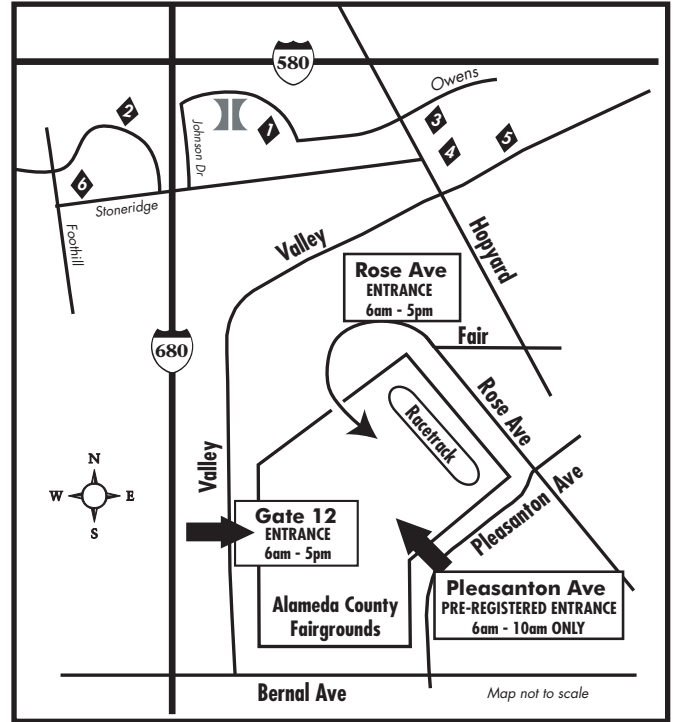 580
Owens
2
3
1
Johnson Dr
5
4
6
Stoneridge
Foothill
Valley
Hopyard
Rose Ave
ENTRANCE
6am - 5pm
Fair
680
Rose Ave
Racetrack
Valley
N
W E
S
Pleasanton Ave
Gate 12
ENTRANCE
6am - 5pm
Pleasanton Ave
PRE-REGISTERED ENTRANCE
6am - 10am ONLY
Alameda County
Fairgrounds
Bernal Ave
Map not to scale